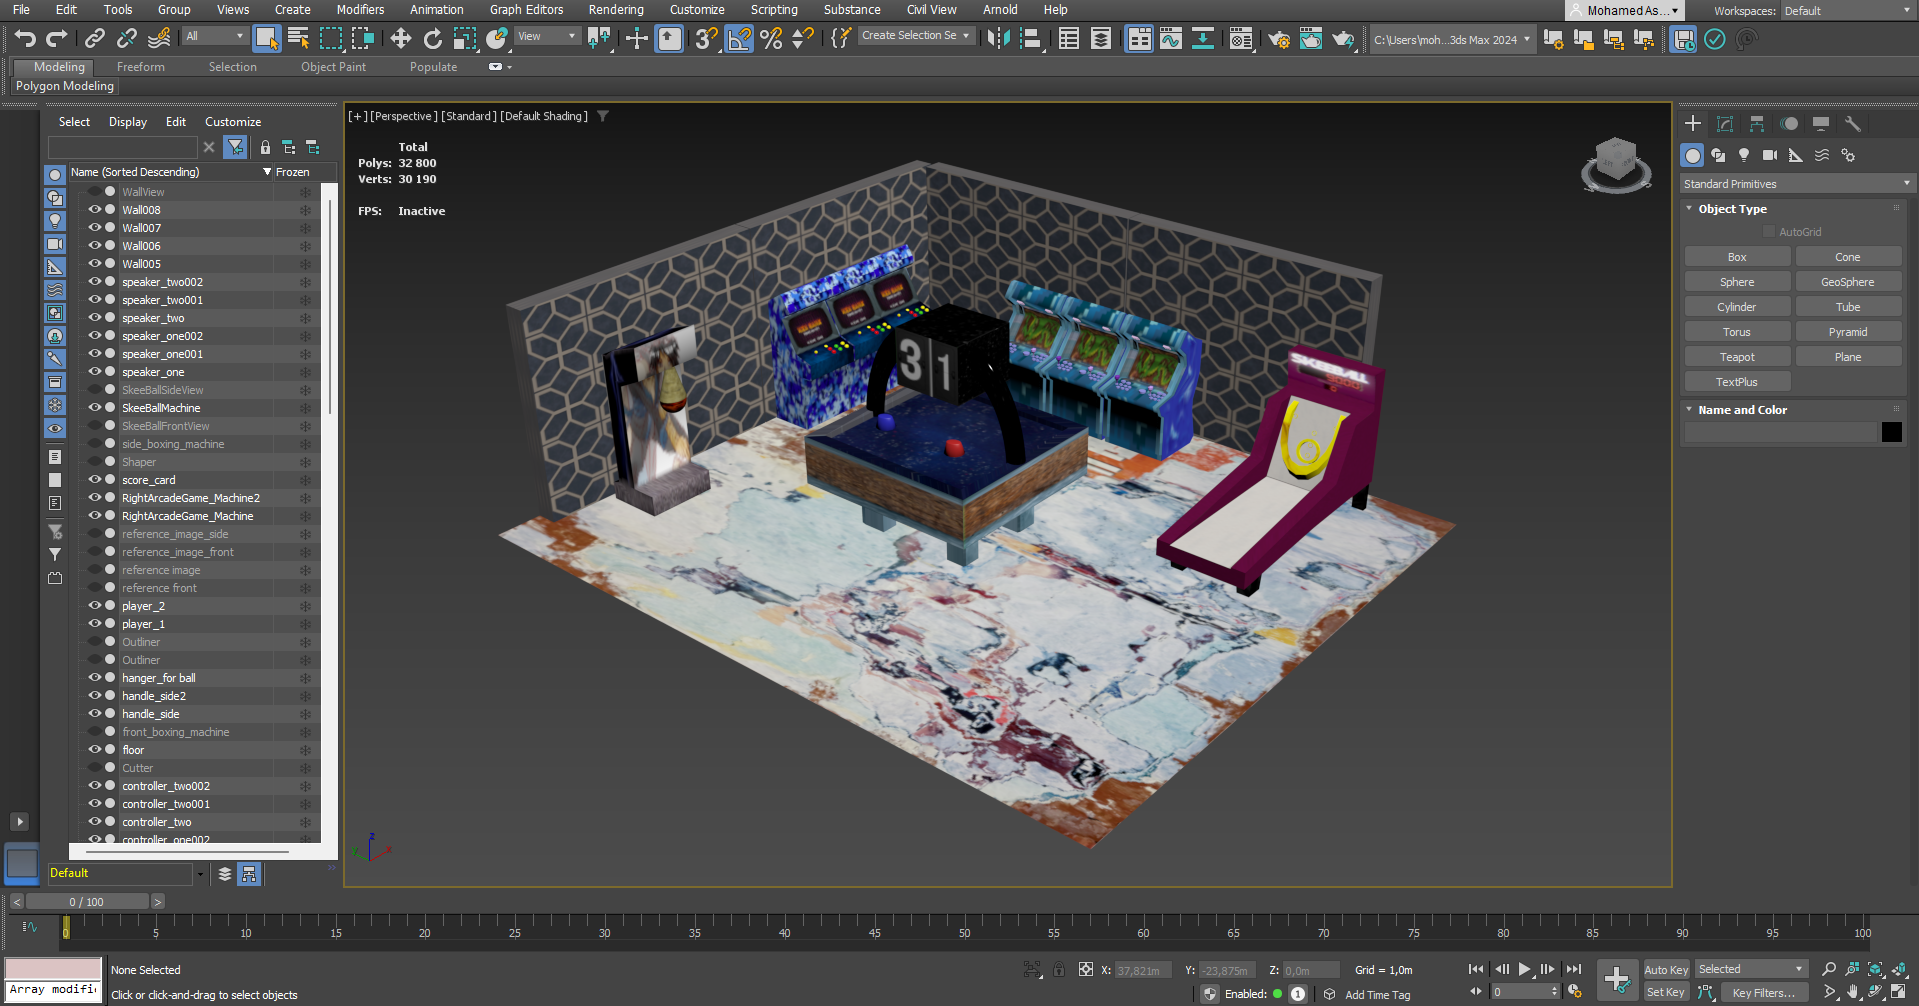 File Edit Tools Group Views Create Modifiers Animation Graph Editors Rendering Customize Scripting Substance Civil View Arnold Help Mohamed As... Workspaces: Default
All View Create Selection Se C:\Users\moh...3ds Max 2024
Modeling Freeform Selection Object Paint Populate
Polygon Modeling
Select Display Edit Customize
Name (Sorted Descending) Frozen
WallView
Wall008
Wall007
Wall006
Wall005
speaker_two002
speaker_two001
speaker_two
speaker_one002
speaker_one001
speaker_one
SkeeBallSideView
SkeeBallMachine
SkeeBallFrontView
side_boxing_machine
Shaper
score_card
RightArcadeGame_Machine2
RightArcadeGame_Machine
reference_image_side
reference_image_front
reference image
reference front
player_2
player_1
Outliner
Outliner
hanger_for ball
handle_side2
handle_side
front_boxing_machine
floor
Cutter
controller_two002
controller_two001
controller_two
controller_one002
Default
[+] [Perspective] [Standard] [Default Shading]
Total
Polys: 32 800
Verts: 30 190
FPS: Inactive
31
SKEEBALL
z
x
y
Standard Primitives
Object Type
AutoGrid
Box Cone
Sphere GeoSphere
Cylinder Tube
Torus Pyramid
Teapot Plane
TextPlus
Name and Color
< 0 / 100 >
0 5 10 15 20 25 30 35 40 45 50 55 60 65 70 75 80 85 90 95 100
None Selected X: 37,821m Y: -23,875m Z: 0,0m Grid = 1,0m Auto Key Selected
Array modifi
Click or click-and-drag to select objects Enabled: 1 Add Time Tag 0 Set Key Key Filters...